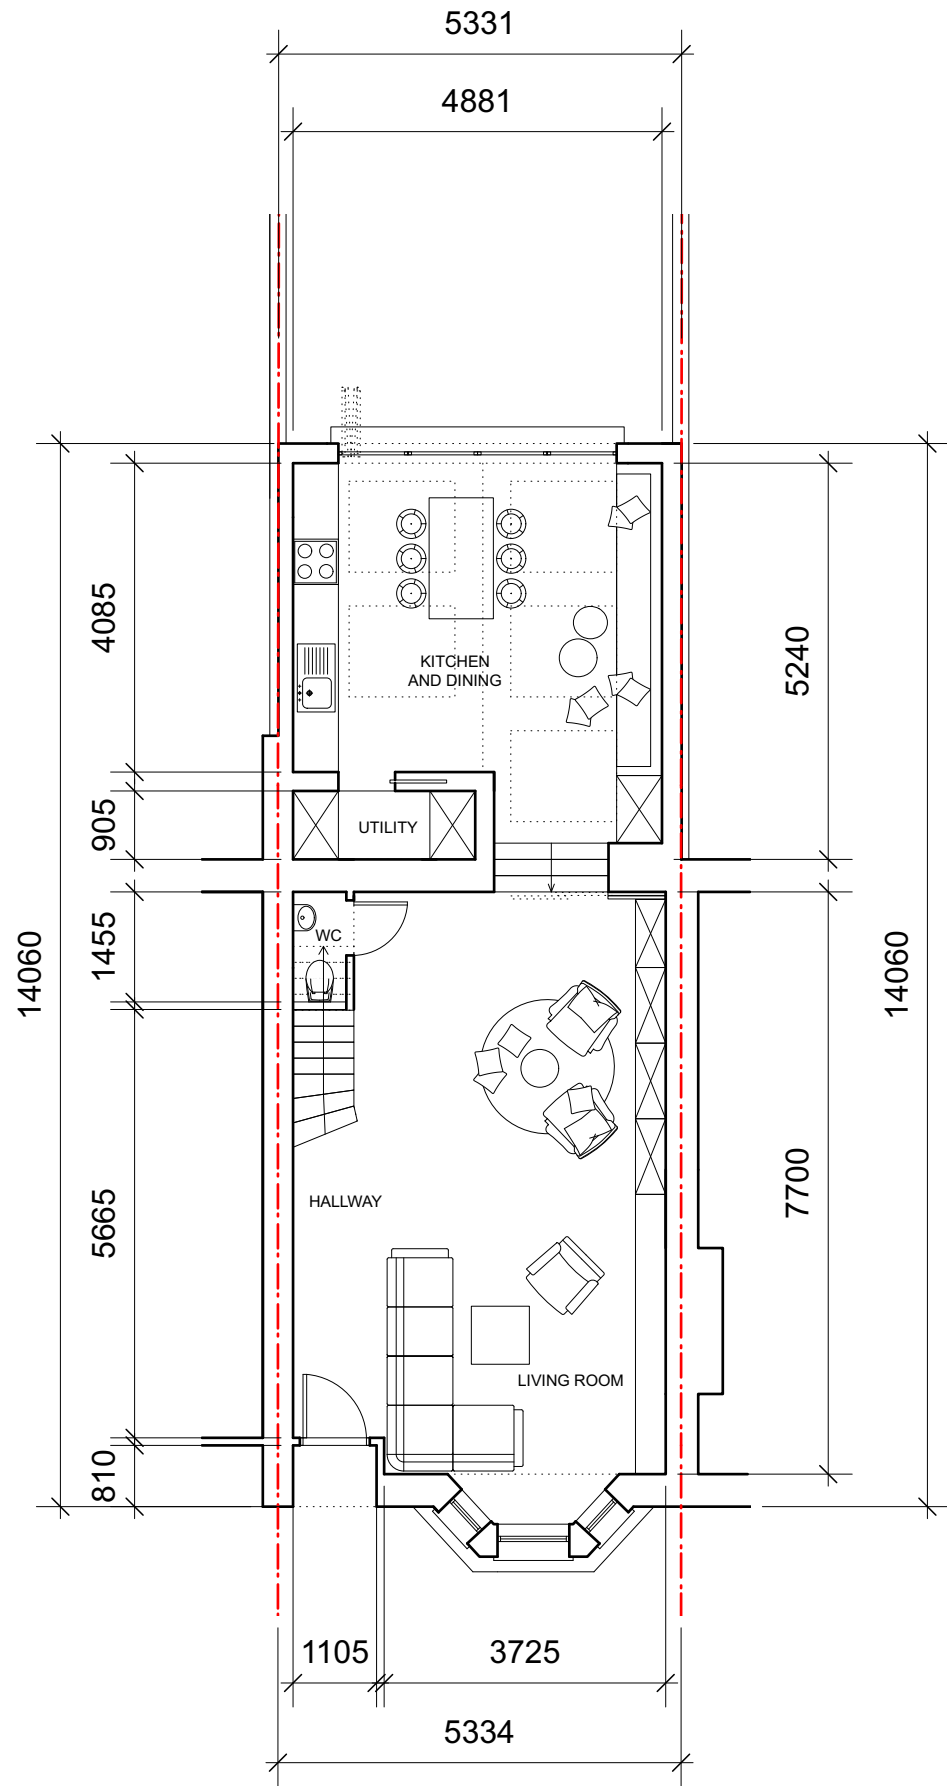 5331
4881
4085
5240
KITCHEN
AND DINING
905
UTILITY
14060
1455
WC
14060
5665
HALLWAY
7700
LIVING ROOM
810
1105
3725
5334